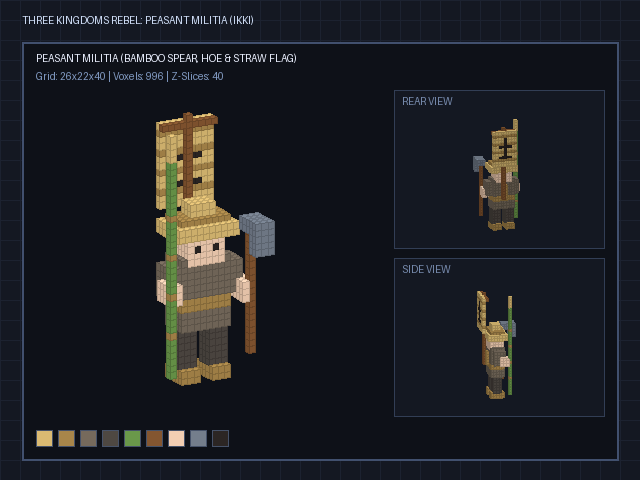 THREE KINGDOMS REBEL: PEASANT MILITIA (IKKI)
PEASANT MILITIA (BAMBOO SPEAR, HOE & STRAW FLAG)
Grid: 26x22x40 | Voxels: 996 | Z-Slices: 40
REAR VIEW
SIDE VIEW